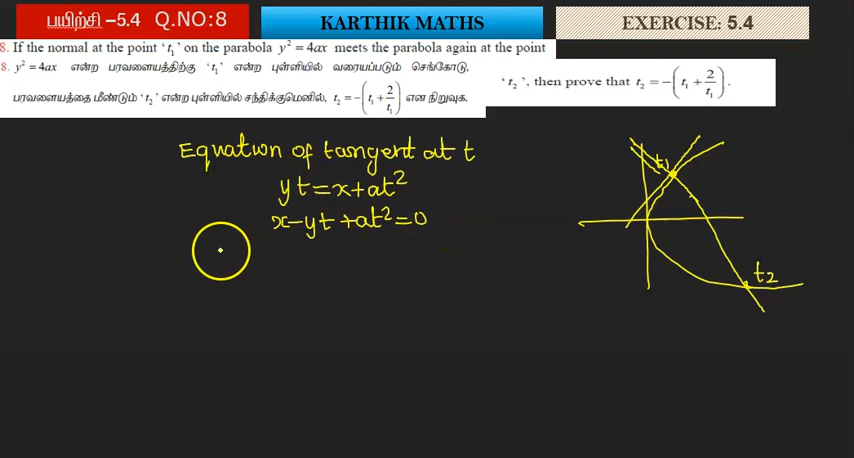 பயிற்சி –5.4 Q.NO:8
KARTHIK MATHS
EXERCISE: 5.4
8. If the normal at the point ‘t₁’ on the parabola y² = 4ax meets the parabola again at the point
‘t₂’, then prove that t₂ = −(t₁ + 2/t₁).
8. y² = 4ax என்ற பரவளையத்திற்கு ‘t₁’ என்ற புள்ளியில் வரையப்படும் செங்கோடு,
பரவளையத்தை மீண்டும் ‘t₂’ என்ற புள்ளியில் சந்திக்குமெனில், t₂ = −(t₁ + 2/t₁) என நிறுவுக.
Equation of tangent at t
yt = x + at²
x − yt + at² = 0
t₁
t2